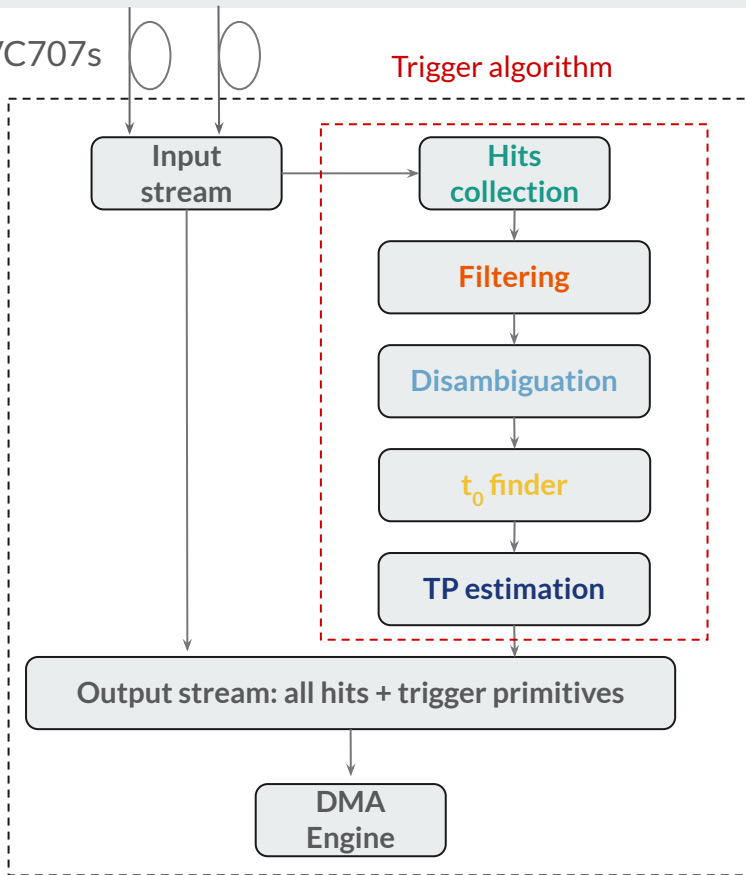 C707s
Trigger algorithm
Input
stream
Hits
collection
Filtering
Disambiguation
t₀ finder
TP estimation
Output stream: all hits + trigger primitives
DMA
Engine